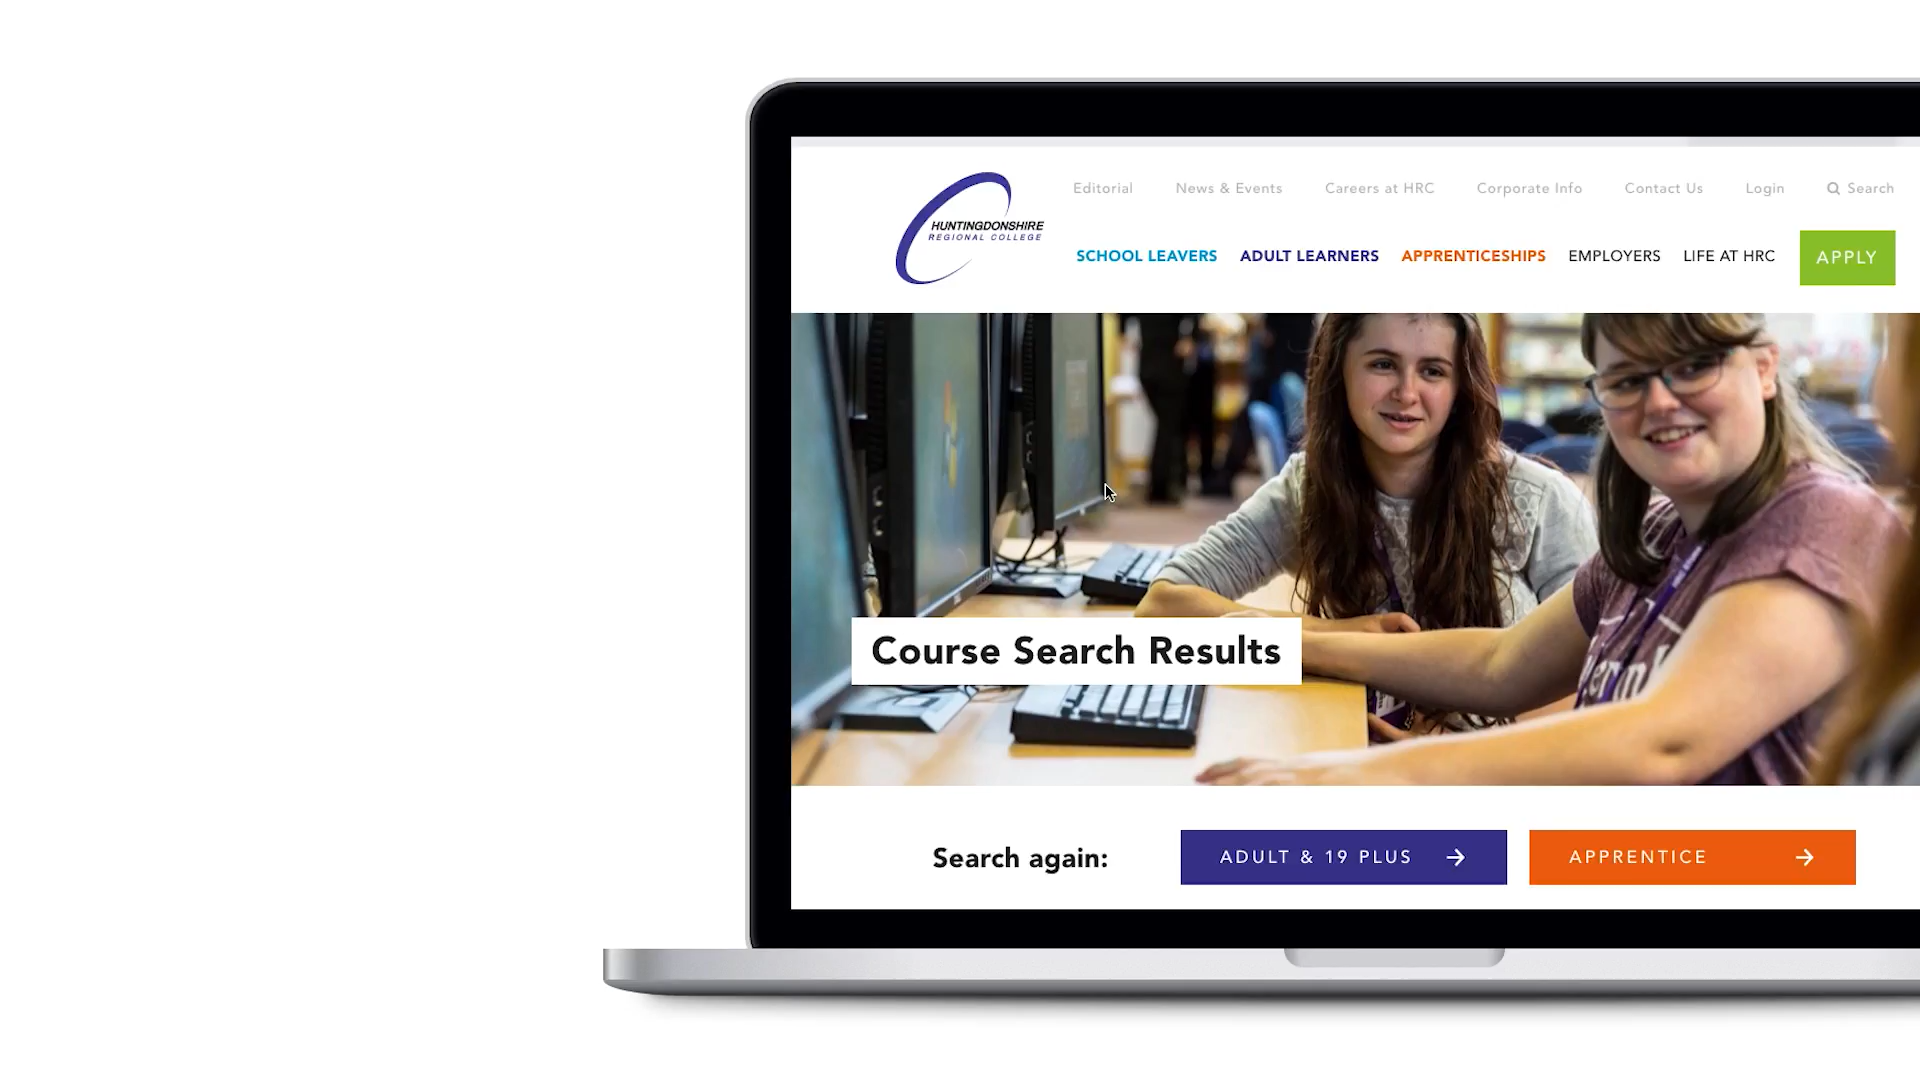 Editorial News & Events Careers at HRC Corporate Info Contact Us Login Search
HUNTINGDONSHIRE
REGIONAL COLLEGE
SCHOOL LEAVERS ADULT LEARNERS APPRENTICESHIPS EMPLOYERS LIFE AT HRC APPLY
Course Search Results
Search again: ADULT & 19 PLUS APPRENTICE